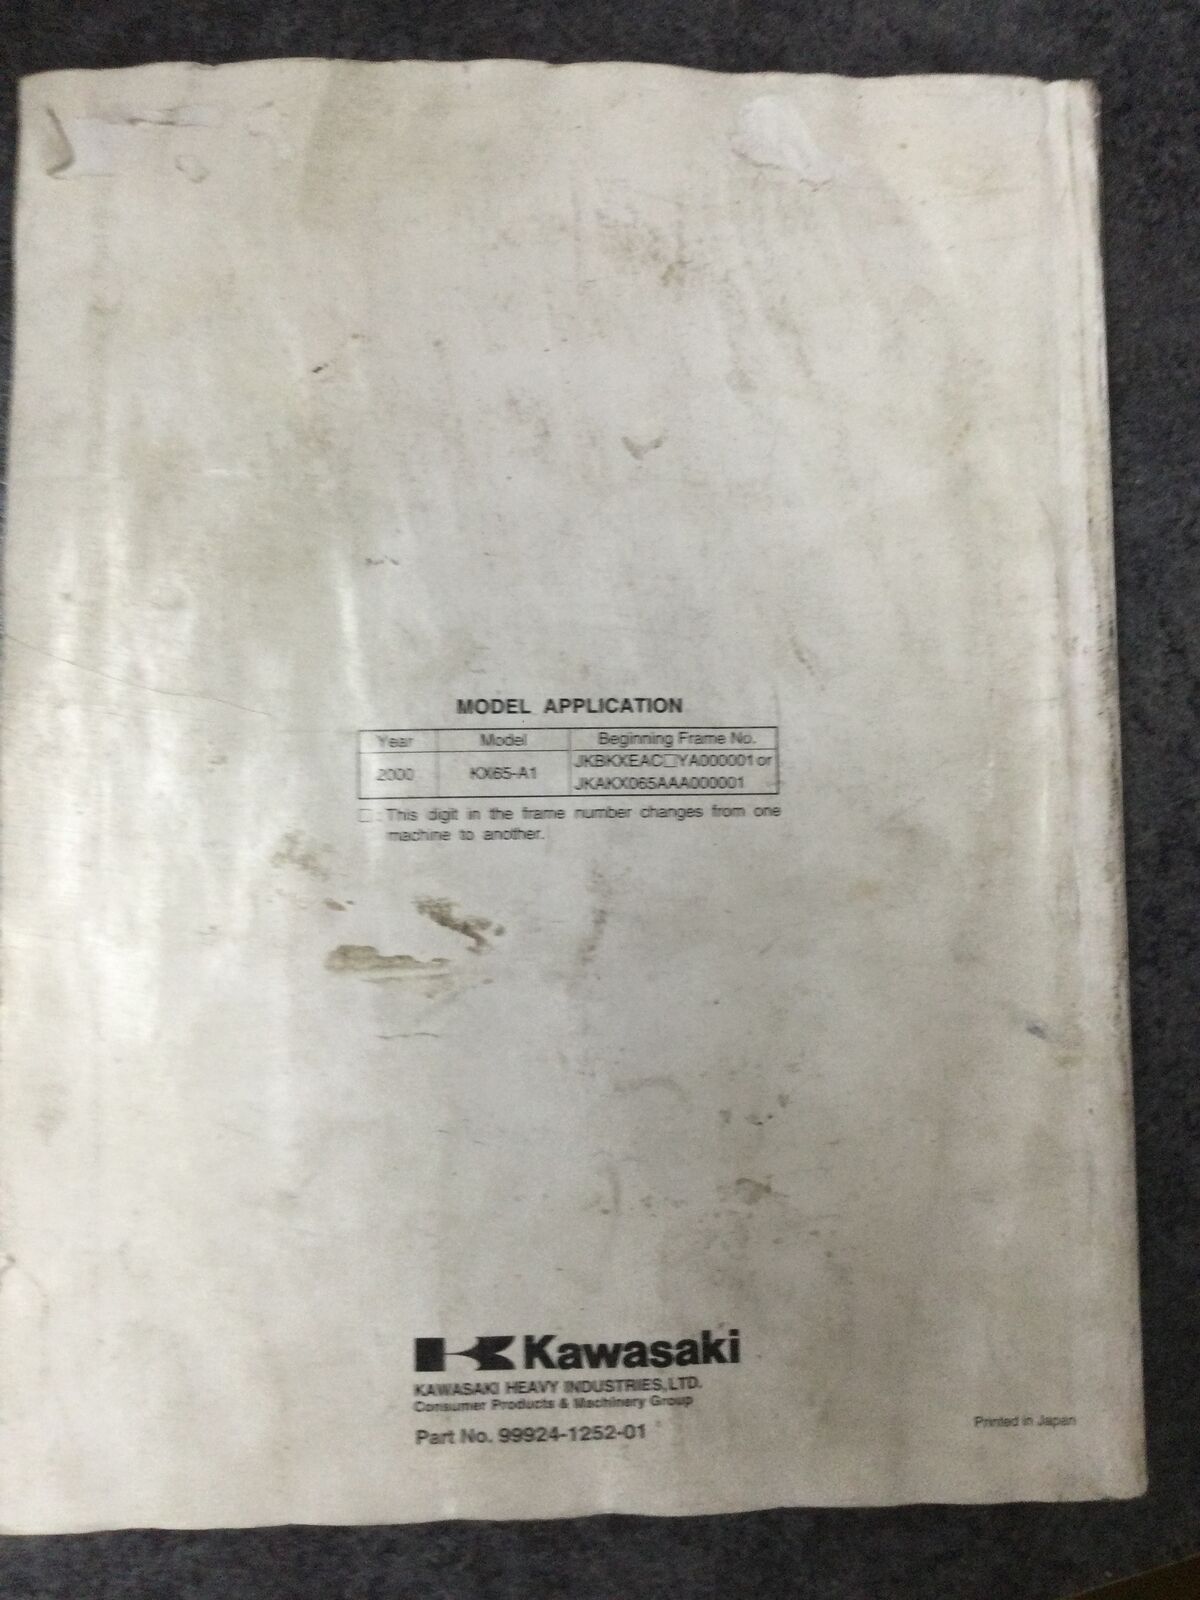 MODEL APPLICATION
Year Model Beginning Frame No.
2000 KX65-A1 JKBKXEAC□YA000001 or
JKAKX065AAA000001
□ : This digit in the frame number changes from one
machine to another.
Kawasaki
KAWASAKI HEAVY INDUSTRIES, LTD.
Consumer Products & Machinery Group
Part No. 99924-1252-01
Printed in Japan